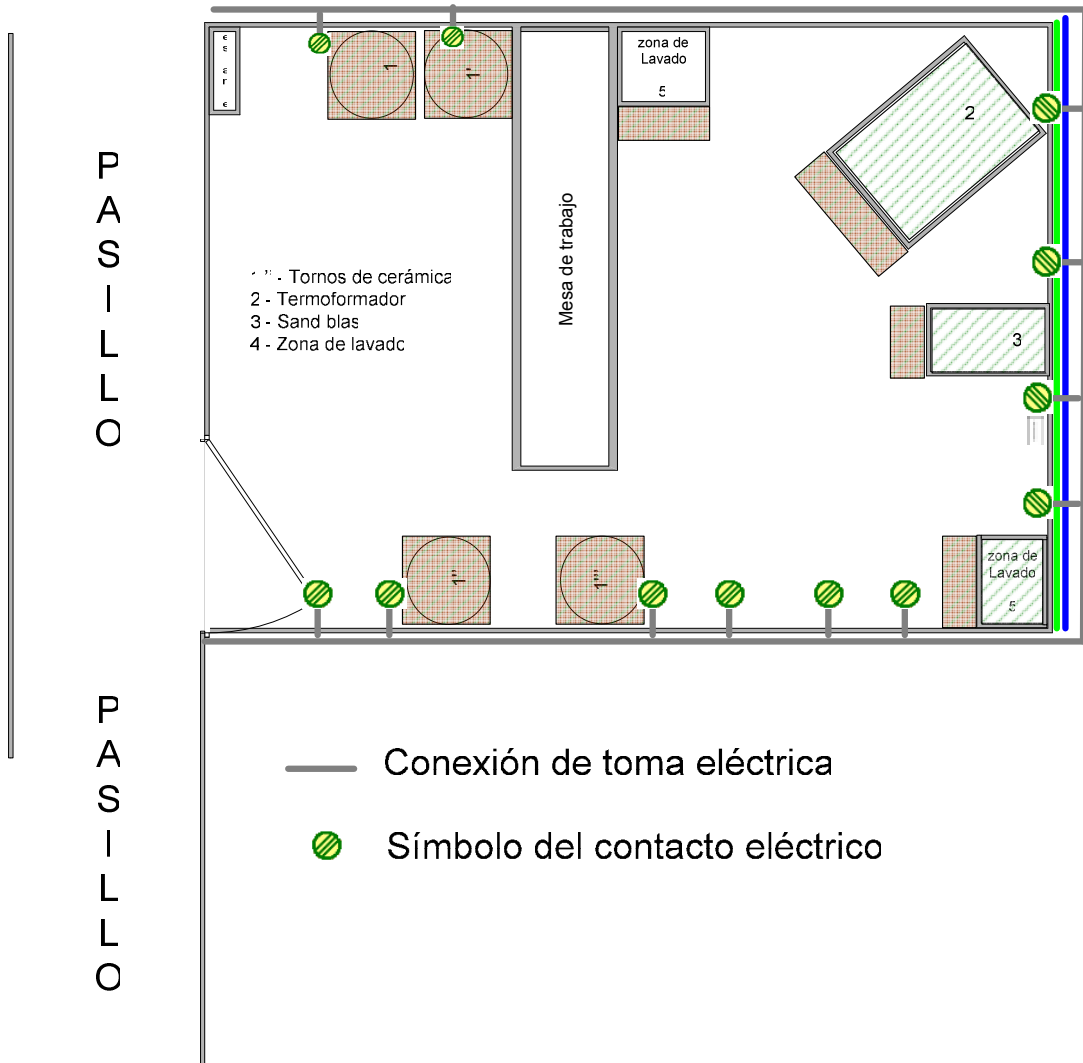 PASILLO
1
1'
zona de
Lavado
5
2
Mesa de trabajo
'' - Tornos de cerámica
2 - Termoformador
3 - Sand blas
4 - Zona de lavado
3
1''
1'''
zona de
Lavado
5
PASILLO
Conexión de toma eléctrica
Símbolo del contacto eléctrico